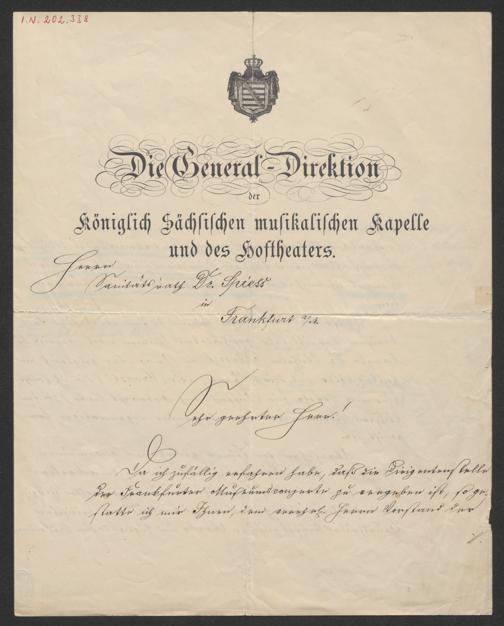 I.N. 202.338
Die General-Direktion
der
Königlich Sächsischen musikalischen Kapelle
und des Hoftheaters.
Herrn
Sanitätsrath Dr. Spiess
in
Frankfurt a/M.
Sehr geehrter Herr!
Da ich zufällig erfahren habe, daß die Dirigentenstelle
der Frankfurter Museumsconzerte zu vergeben ist, so ge-
statte ich mir Ihnen, dem verehrl. Herrn Vorstand der